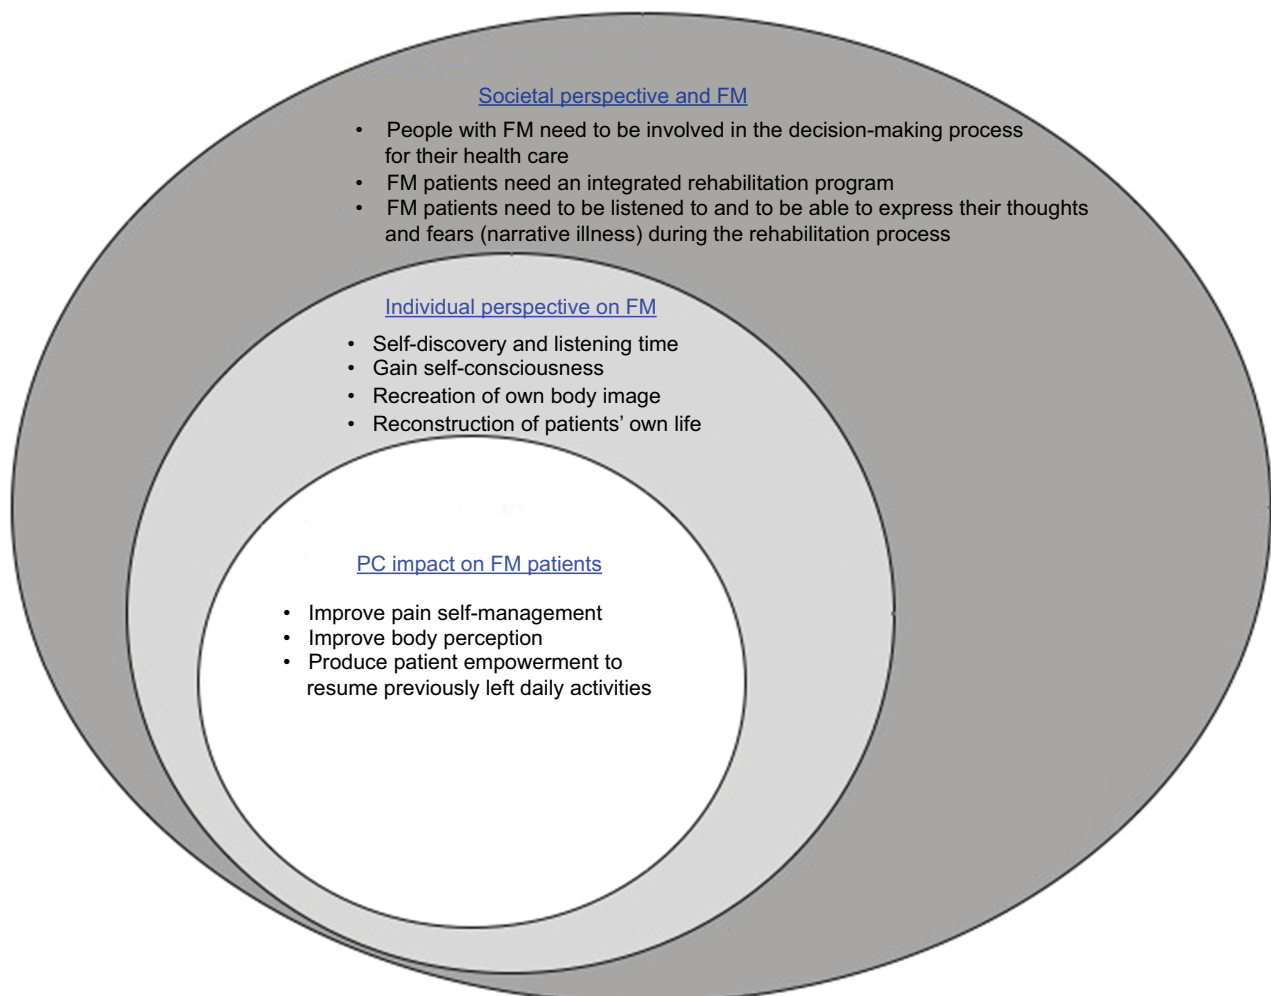 Societal perspective and FM
• People with FM need to be involved in the decision-making process
for their health care
• FM patients need an integrated rehabilitation program
• FM patients need to be listened to and to be able to express their thoughts
and fears (narrative illness) during the rehabilitation process
Individual perspective on FM
• Self-discovery and listening time
• Gain self-consciousness
• Recreation of own body image
• Reconstruction of patients’ own life
PC impact on FM patients
• Improve pain self-management
• Improve body perception
• Produce patient empowerment to
resume previously left daily activities